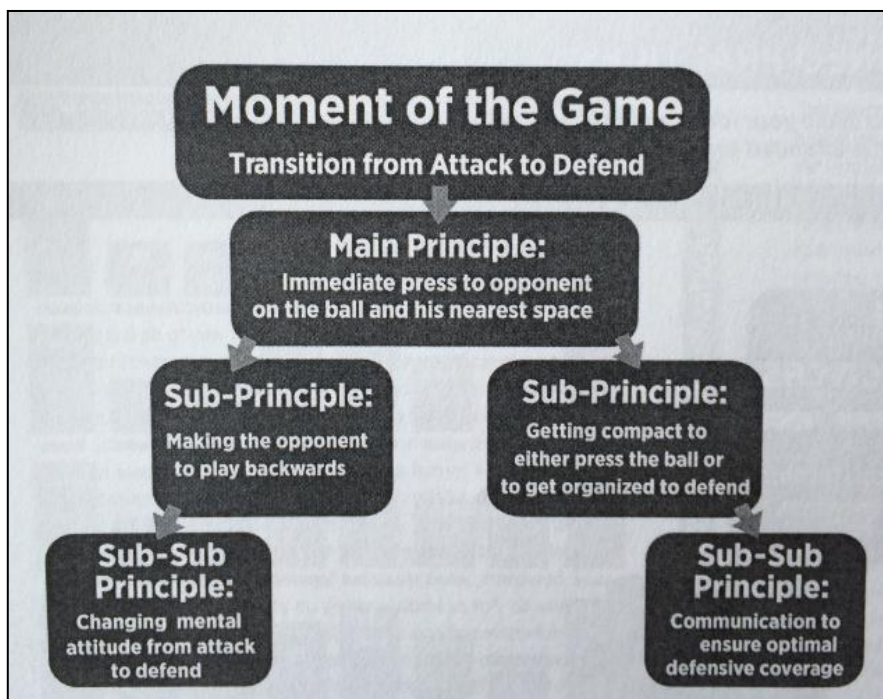 Moment of the Game
Transition from Attack to Defend
Main Principle:
Immediate press to opponent
on the ball and his nearest space
Sub-Principle:
Making the opponent
to play backwards
Sub-Principle:
Getting compact to
either press the ball or
to get organized to defend
Sub-Sub
Principle:
Changing mental
attitude from attack
to defend
Sub-Sub
Principle:
Communication to
ensure optimal
defensive coverage